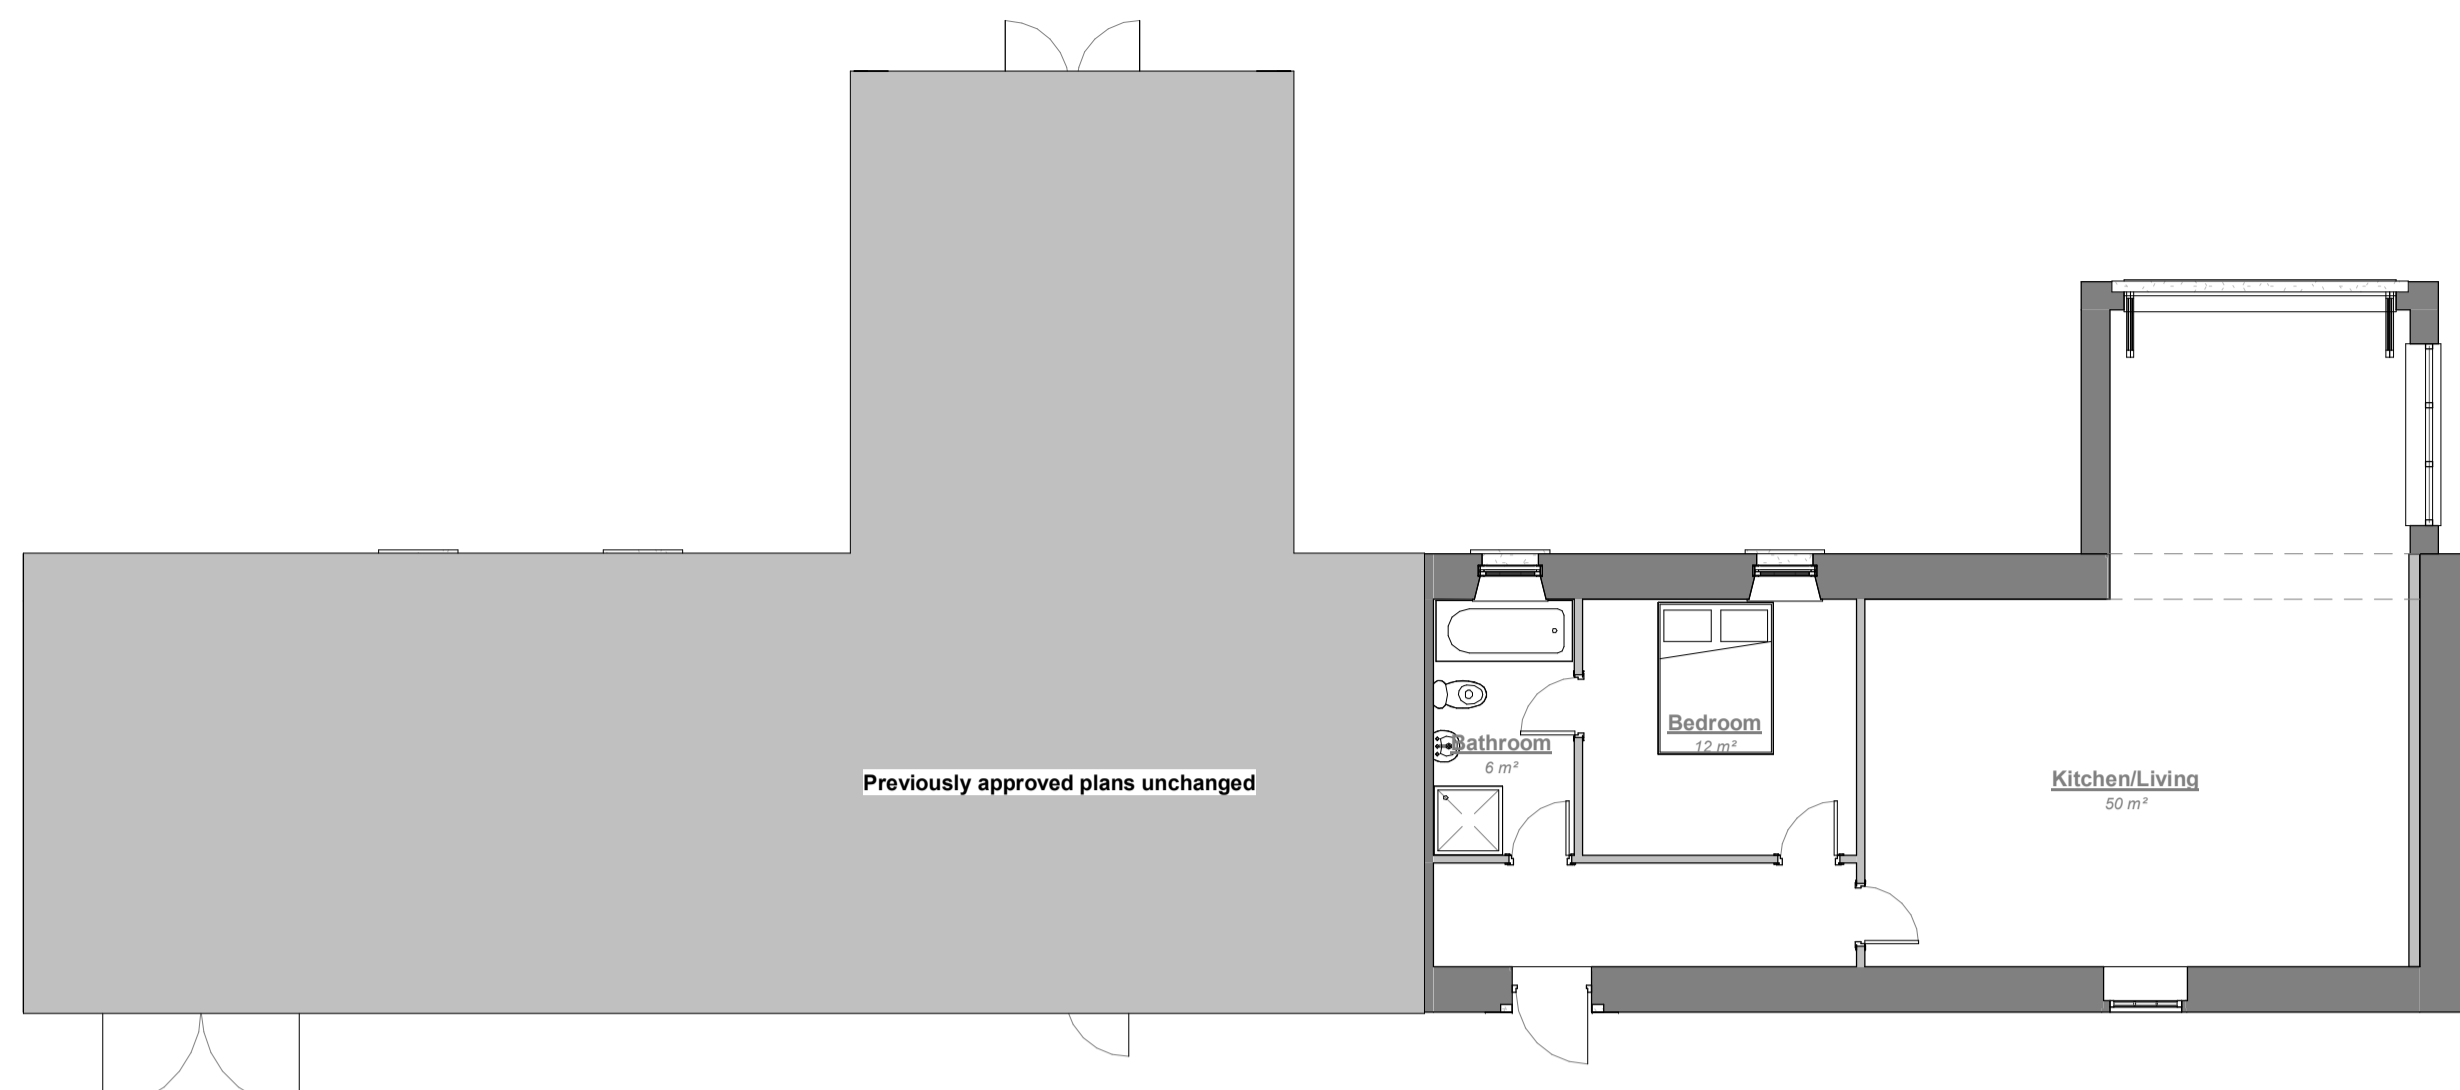 Bedroom
12 m²
Bathroom
6 m²
Previously approved plans unchanged
Kitchen/Living
50 m²